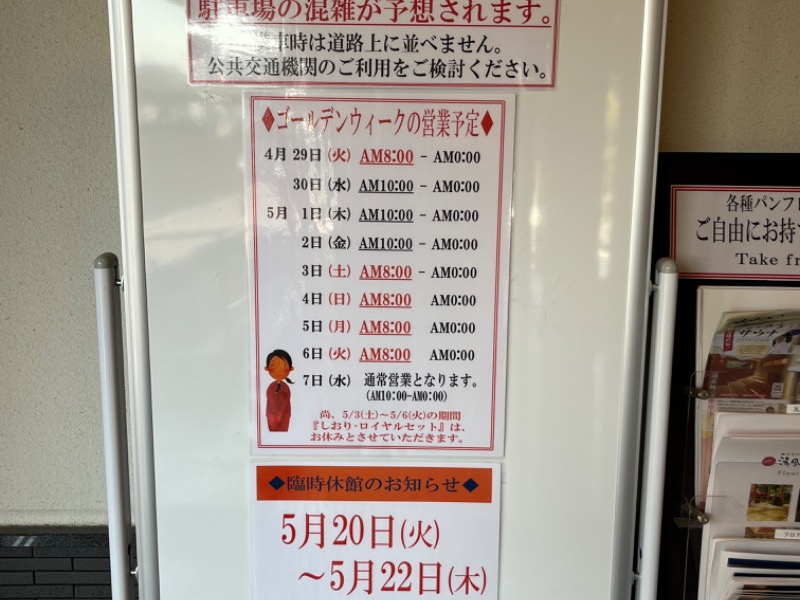 駐車場の混雑が予想されます。
車時は道路上に並べません。
公共交通機関のご利用をご検討ください。
♦ゴールデンウィークの営業予定♦
4月 29日(火) AM8:00 - AM0:00
30日(水) AM10:00 - AM0:00
5月 1日(木) AM10:00 - AM0:00
2日(金) AM10:00 - AM0:00
3日(土) AM8:00 - AM0:00
4日(日) AM8:00 AM0:00
5日(月) AM8:00 AM0:00
6日(火) AM8:00 AM0:00
7日(水) 通常営業となります。
(AM10:00-AM0:00)
尚、5/3(土)～5/6(火)の期間
『しおり・ロイヤルセット』は、
お休みとさせていただきます。
◆臨時休館のお知らせ◆
5月20日(火)
～5月22日(木)
各種パンフ
ご自由にお持
Take fr
サウナ